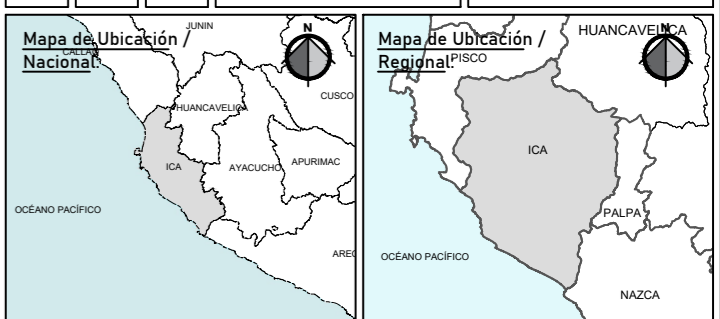 Mapa de Ubicación /
Nacional:
N
JUNIN
CALLAO
HUANCAVELICA
CUSCO
ICA
AYACUCHO
APURIMAC
OCÉANO PACÍFICO
AREQ
Mapa de Ubicación /
Regional:
N
HUANCAVELICA
PISCO
ICA
PALPA
OCÉANO PACÍFICO
NAZCA